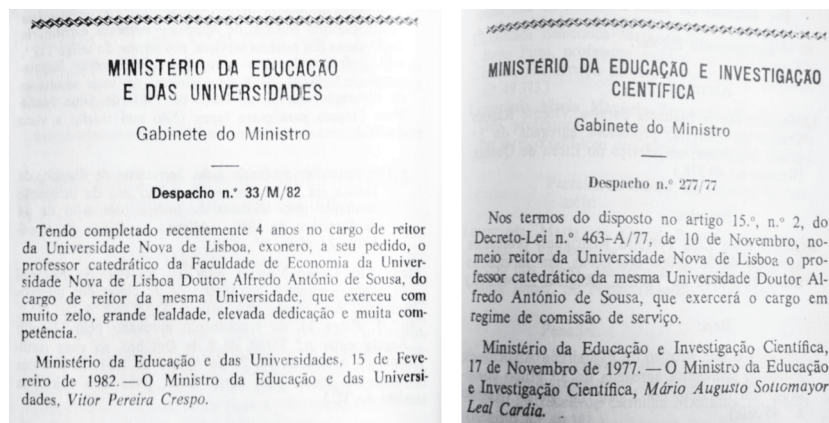 MINISTÉRIO DA EDUCAÇÃO
E DAS UNIVERSIDADES
Gabinete do Ministro
Despacho n.º 33/M/82
Tendo completado recentemente 4 anos no cargo de reitor
da Universidade Nova de Lisboa, exonero, a seu pedido, o
professor catedrático da Faculdade de Economia da Univer-
sidade Nova de Lisboa Doutor Alfredo António de Sousa, do
cargo de reitor da mesma Universidade, que exerceu com
muito zelo, grande lealdade, elevada dedicação e muita com-
petência.
Ministério da Educação e das Universidades, 15 de Feve-
reiro de 1982. — O Ministro da Educação e das Universi-
dades, Vitor Pereira Crespo.
MINISTÉRIO DA EDUCAÇÃO E INVESTIGAÇÃO
CIENTÍFICA
Gabinete do Ministro
Despacho n.º 277/77
Nos termos do disposto no artigo 15.º, n.º 2, do
Decreto-Lei n.º 463-A/77, de 10 de Novembro, no-
meio reitor da Universidade Nova de Lisboa o pro-
fessor catedrático da mesma Universidade Doutor Al-
fredo António de Sousa, que exercerá o cargo em
regime de comissão de serviço.
Ministério da Educação e Investigação Científica,
17 de Novembro de 1977. — O Ministro da Educação
e Investigação Científica, Mário Augusto Sottomayor
Leal Cardia.